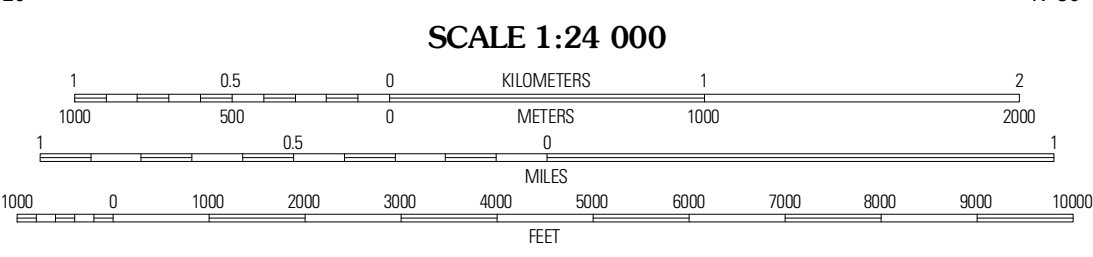 SCALE 1:24 000
1 0.5 0 KILOMETERS 1 2
1000 500 0 METERS 1000 2000
1 0.5 0 1
MILES
1000 0 1000 2000 3000 4000 5000 6000 7000 8000 9000 10000
FEET